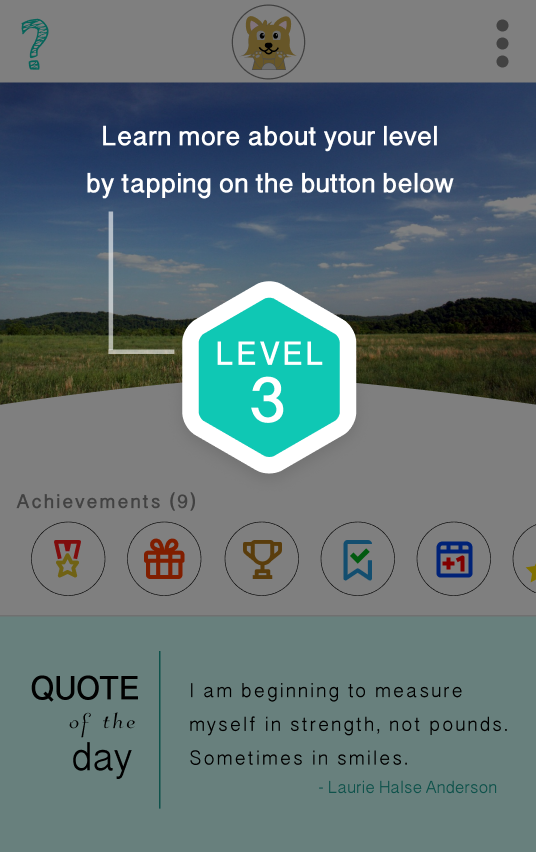 ?
Learn more about your level
by tapping on the button below
LEVEL
3
Achievements (9)
+1
QUOTE
of the
day
I am beginning to measure
myself in strength, not pounds.
Sometimes in smiles.
- Laurie Halse Anderson